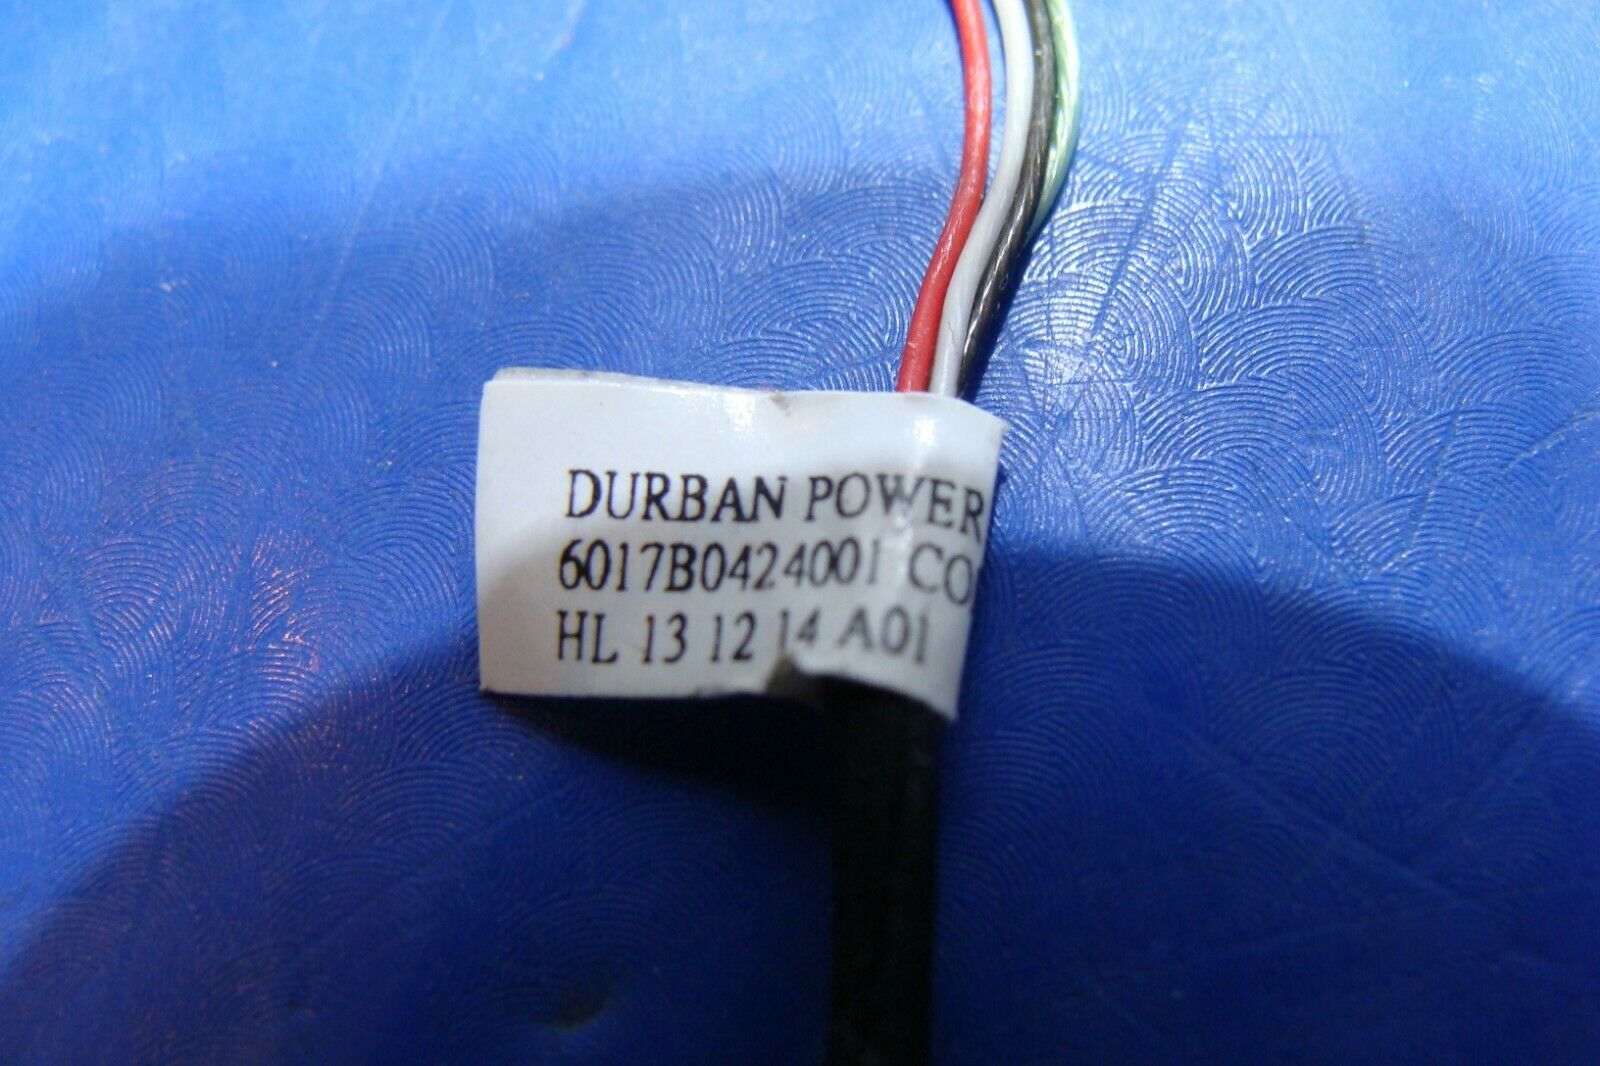 DURBAN POWER
6017B0424001 CO
HL 13 12 14 A01